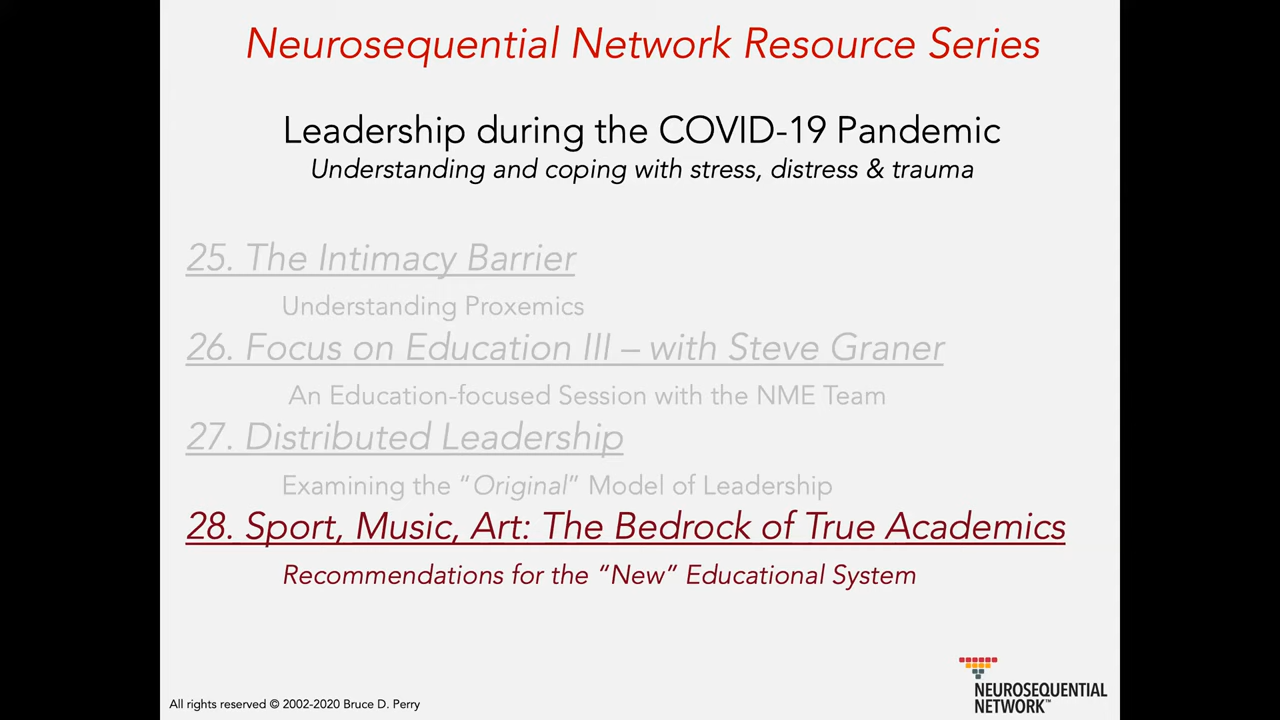 Neurosequential Network Resource Series
Leadership during the COVID-19 Pandemic
Understanding and coping with stress, distress & trauma
25. The Intimacy Barrier
Understanding Proxemics
26. Focus on Education III – with Steve Graner
An Education-focused Session with the NME Team
27. Distributed Leadership
Examining the “Original” Model of Leadership
28. Sport, Music, Art: The Bedrock of True Academics
Recommendations for the “New” Educational System
All rights reserved © 2002-2020 Bruce D. Perry
NEUROSEQUENTIAL
NETWORK™